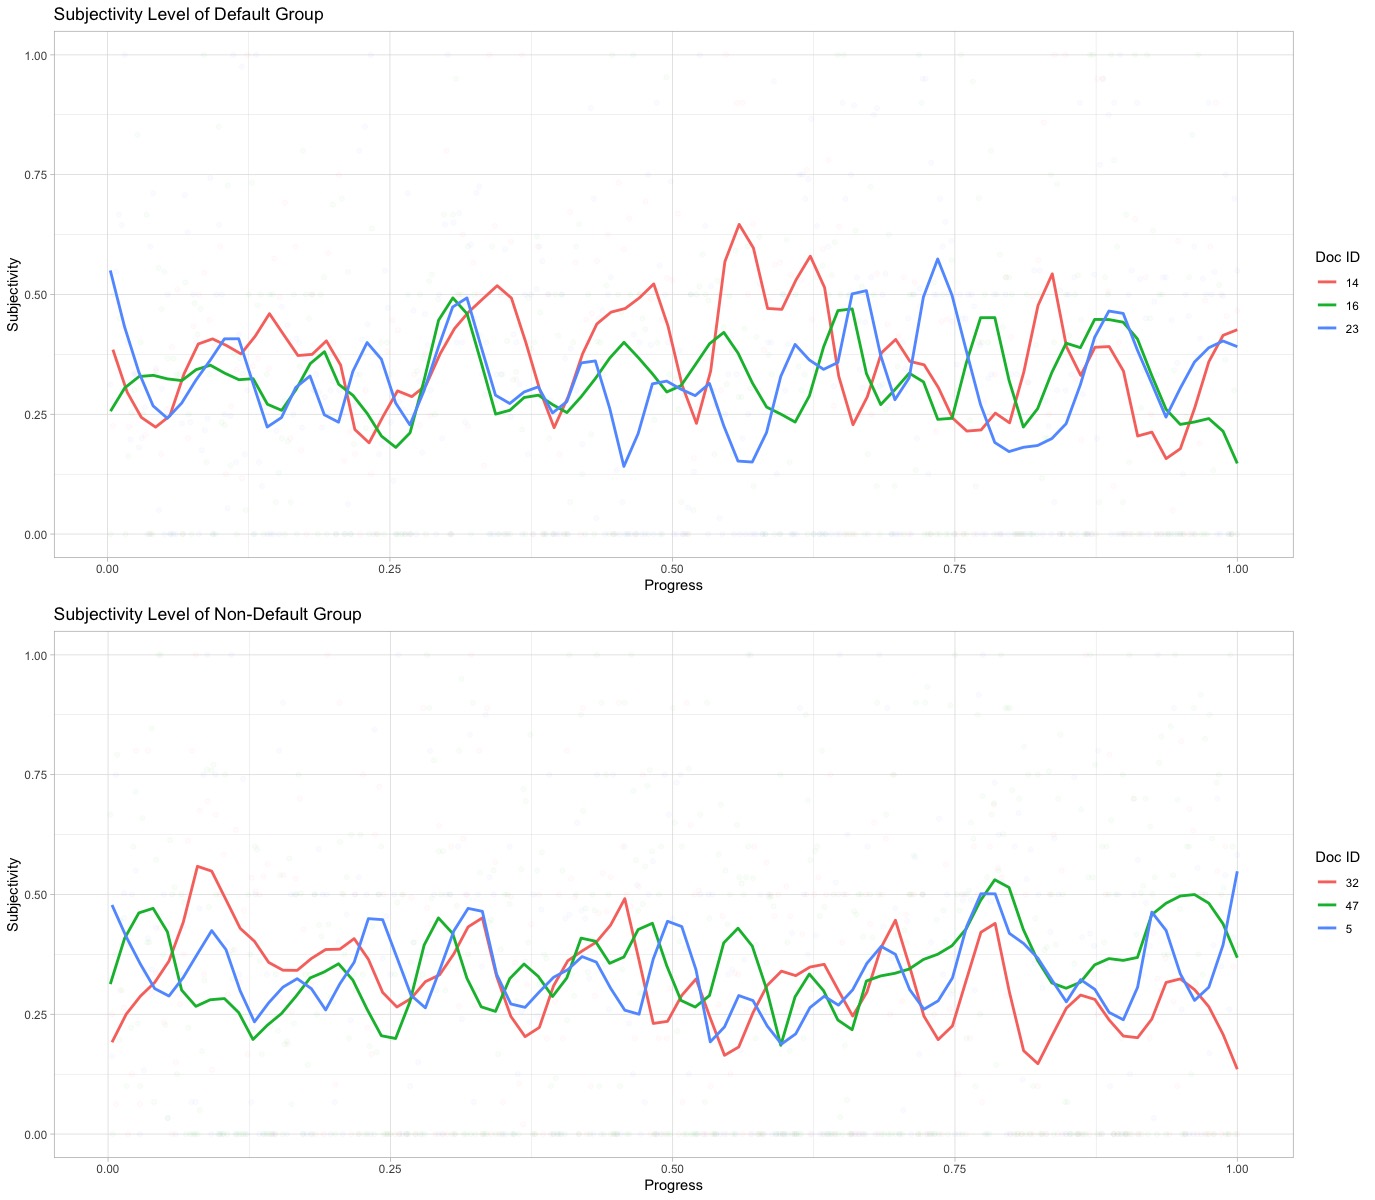 Subjectivity Level of Default Group
1.00
0.75
0.50
0.25
0.00
Subjectivity
0.00 0.25 0.50 0.75 1.00
Progress
Doc ID
14
16
23
Subjectivity Level of Non-Default Group
1.00
0.75
0.50
0.25
0.00
Subjectivity
0.00 0.25 0.50 0.75 1.00
Progress
Doc ID
32
47
5